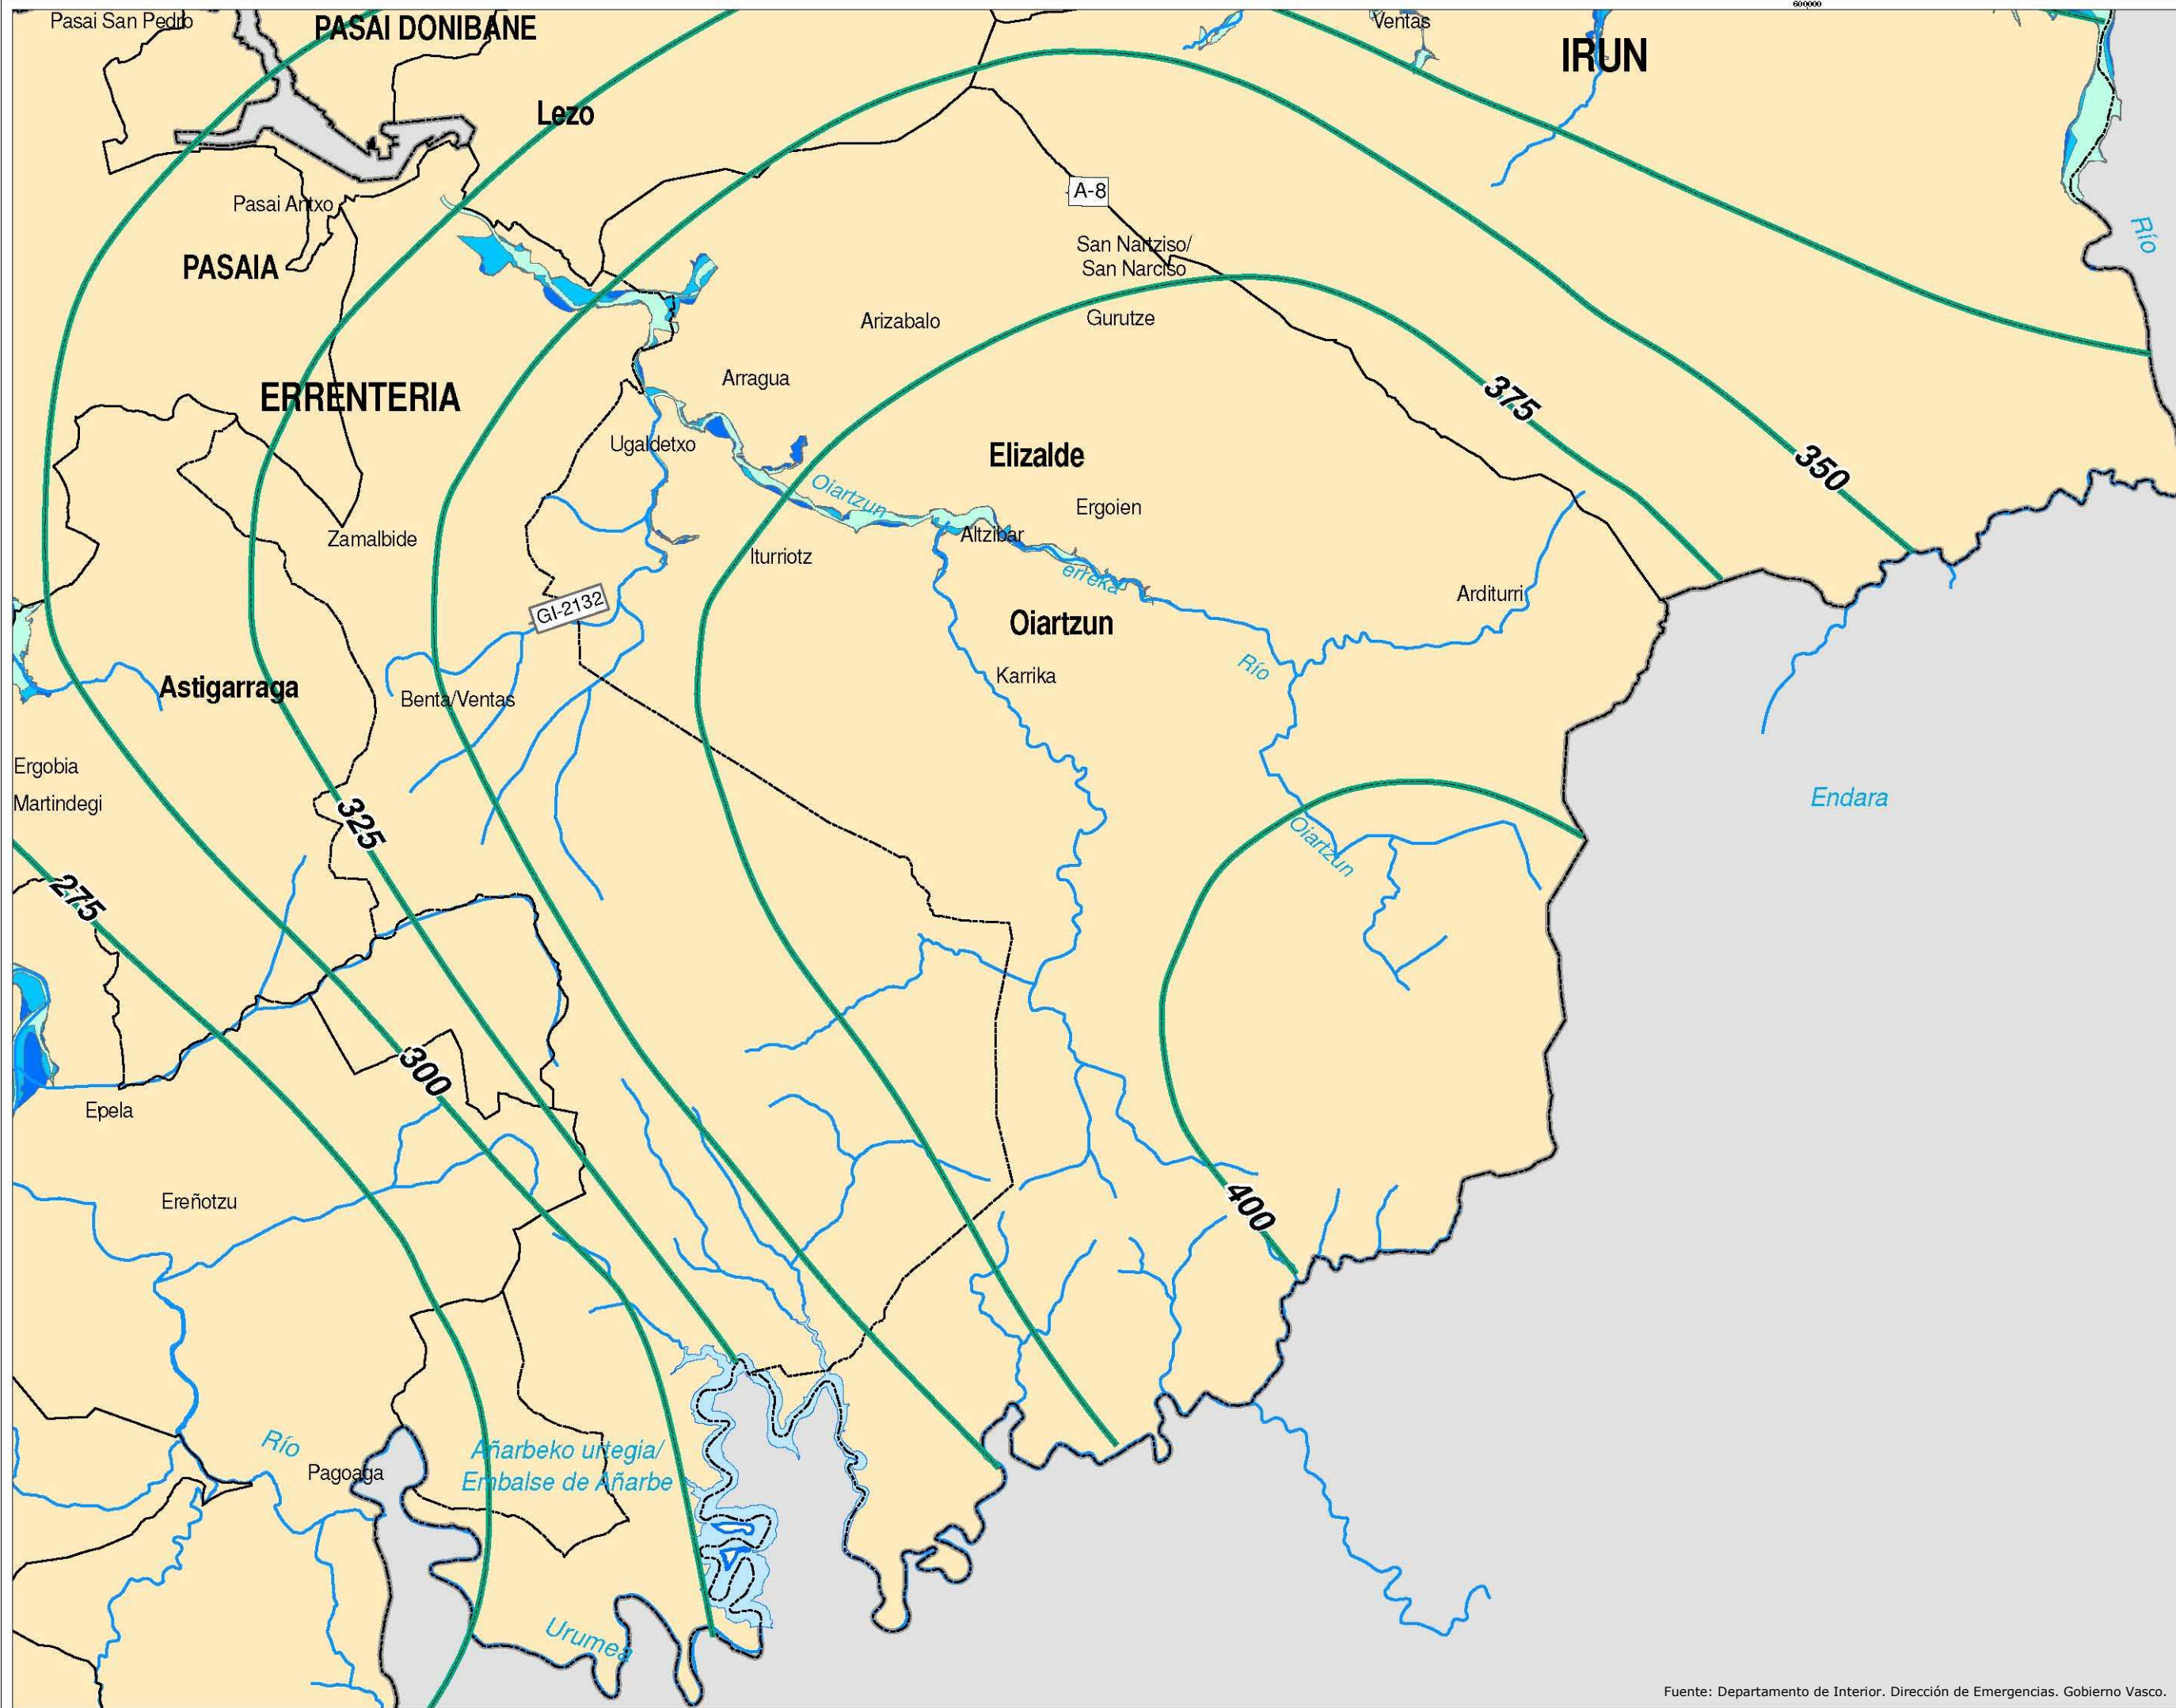 600000
Pasai San Pedro
PASAI DONIBANE
Ventas
IRUN
Lezo
A-8
Pasai Antxo
PASAIA
San Nartziso/
San Narciso
Río
Arizabalo
Gurutze
Arragua
ERRENTERIA
375
Ugaldetxo
Elizalde
350
Oiartzun
Ergoien
Zamalbide
Altzibar
Iturriotz
erreka
GI-2132
Arditurri
Oiartzun
Río
Karrika
Astigarraga
Benta/Ventas
Ergobia
Martindegi
325
Endara
Oiartzun
275
300
Epela
Ereñotzu
400
Río
Pagoaga
Añarbeko urtegia/
Embalse de Añarbe
Urumea
Fuente: Departamento de Interior. Dirección de Emergencias. Gobierno Vasco.